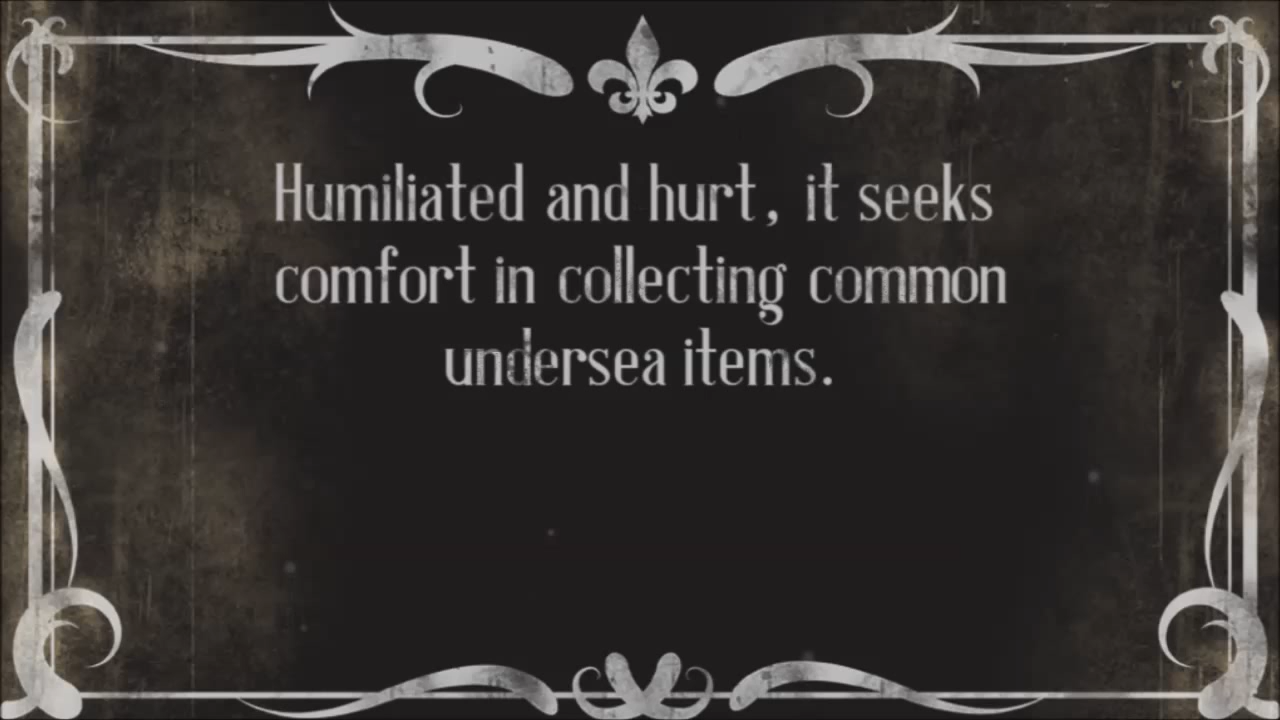 Humiliated and hurt, it seeks
comfort in collecting common
undersea items.